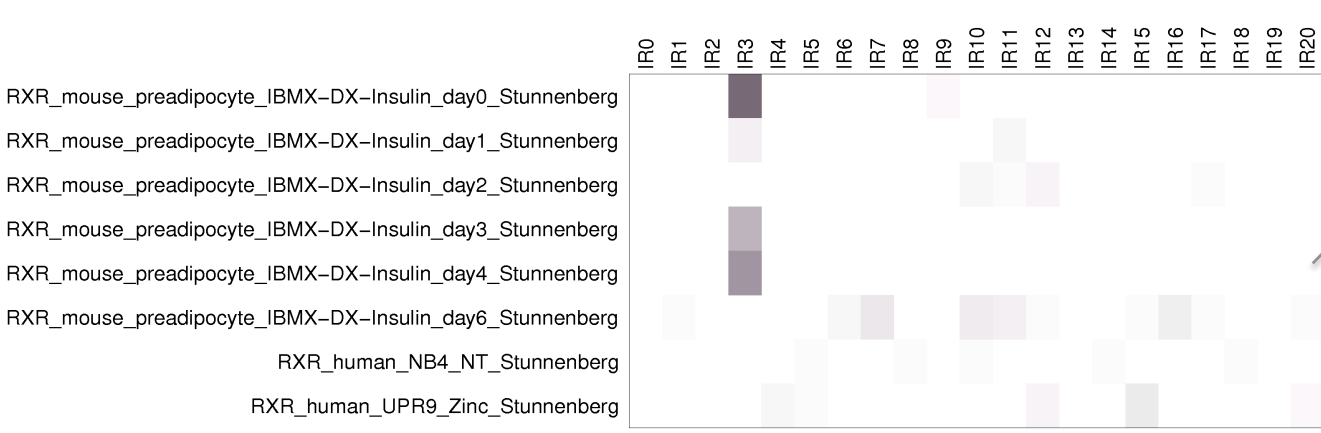 IR0 IR1 IR2 IR3 IR4 IR5 IR6 IR7 IR8 IR9 IR10 IR11 IR12 IR13 IR14 IR15 IR16 IR17 IR18 IR19 IR20
RXR_mouse_preadipocyte_IBMX−DX−Insulin_day0_Stunnenberg
RXR_mouse_preadipocyte_IBMX−DX−Insulin_day1_Stunnenberg
RXR_mouse_preadipocyte_IBMX−DX−Insulin_day2_Stunnenberg
RXR_mouse_preadipocyte_IBMX−DX−Insulin_day3_Stunnenberg
RXR_mouse_preadipocyte_IBMX−DX−Insulin_day4_Stunnenberg
RXR_mouse_preadipocyte_IBMX−DX−Insulin_day6_Stunnenberg
RXR_human_NB4_NT_Stunnenberg
RXR_human_UPR9_Zinc_Stunnenberg